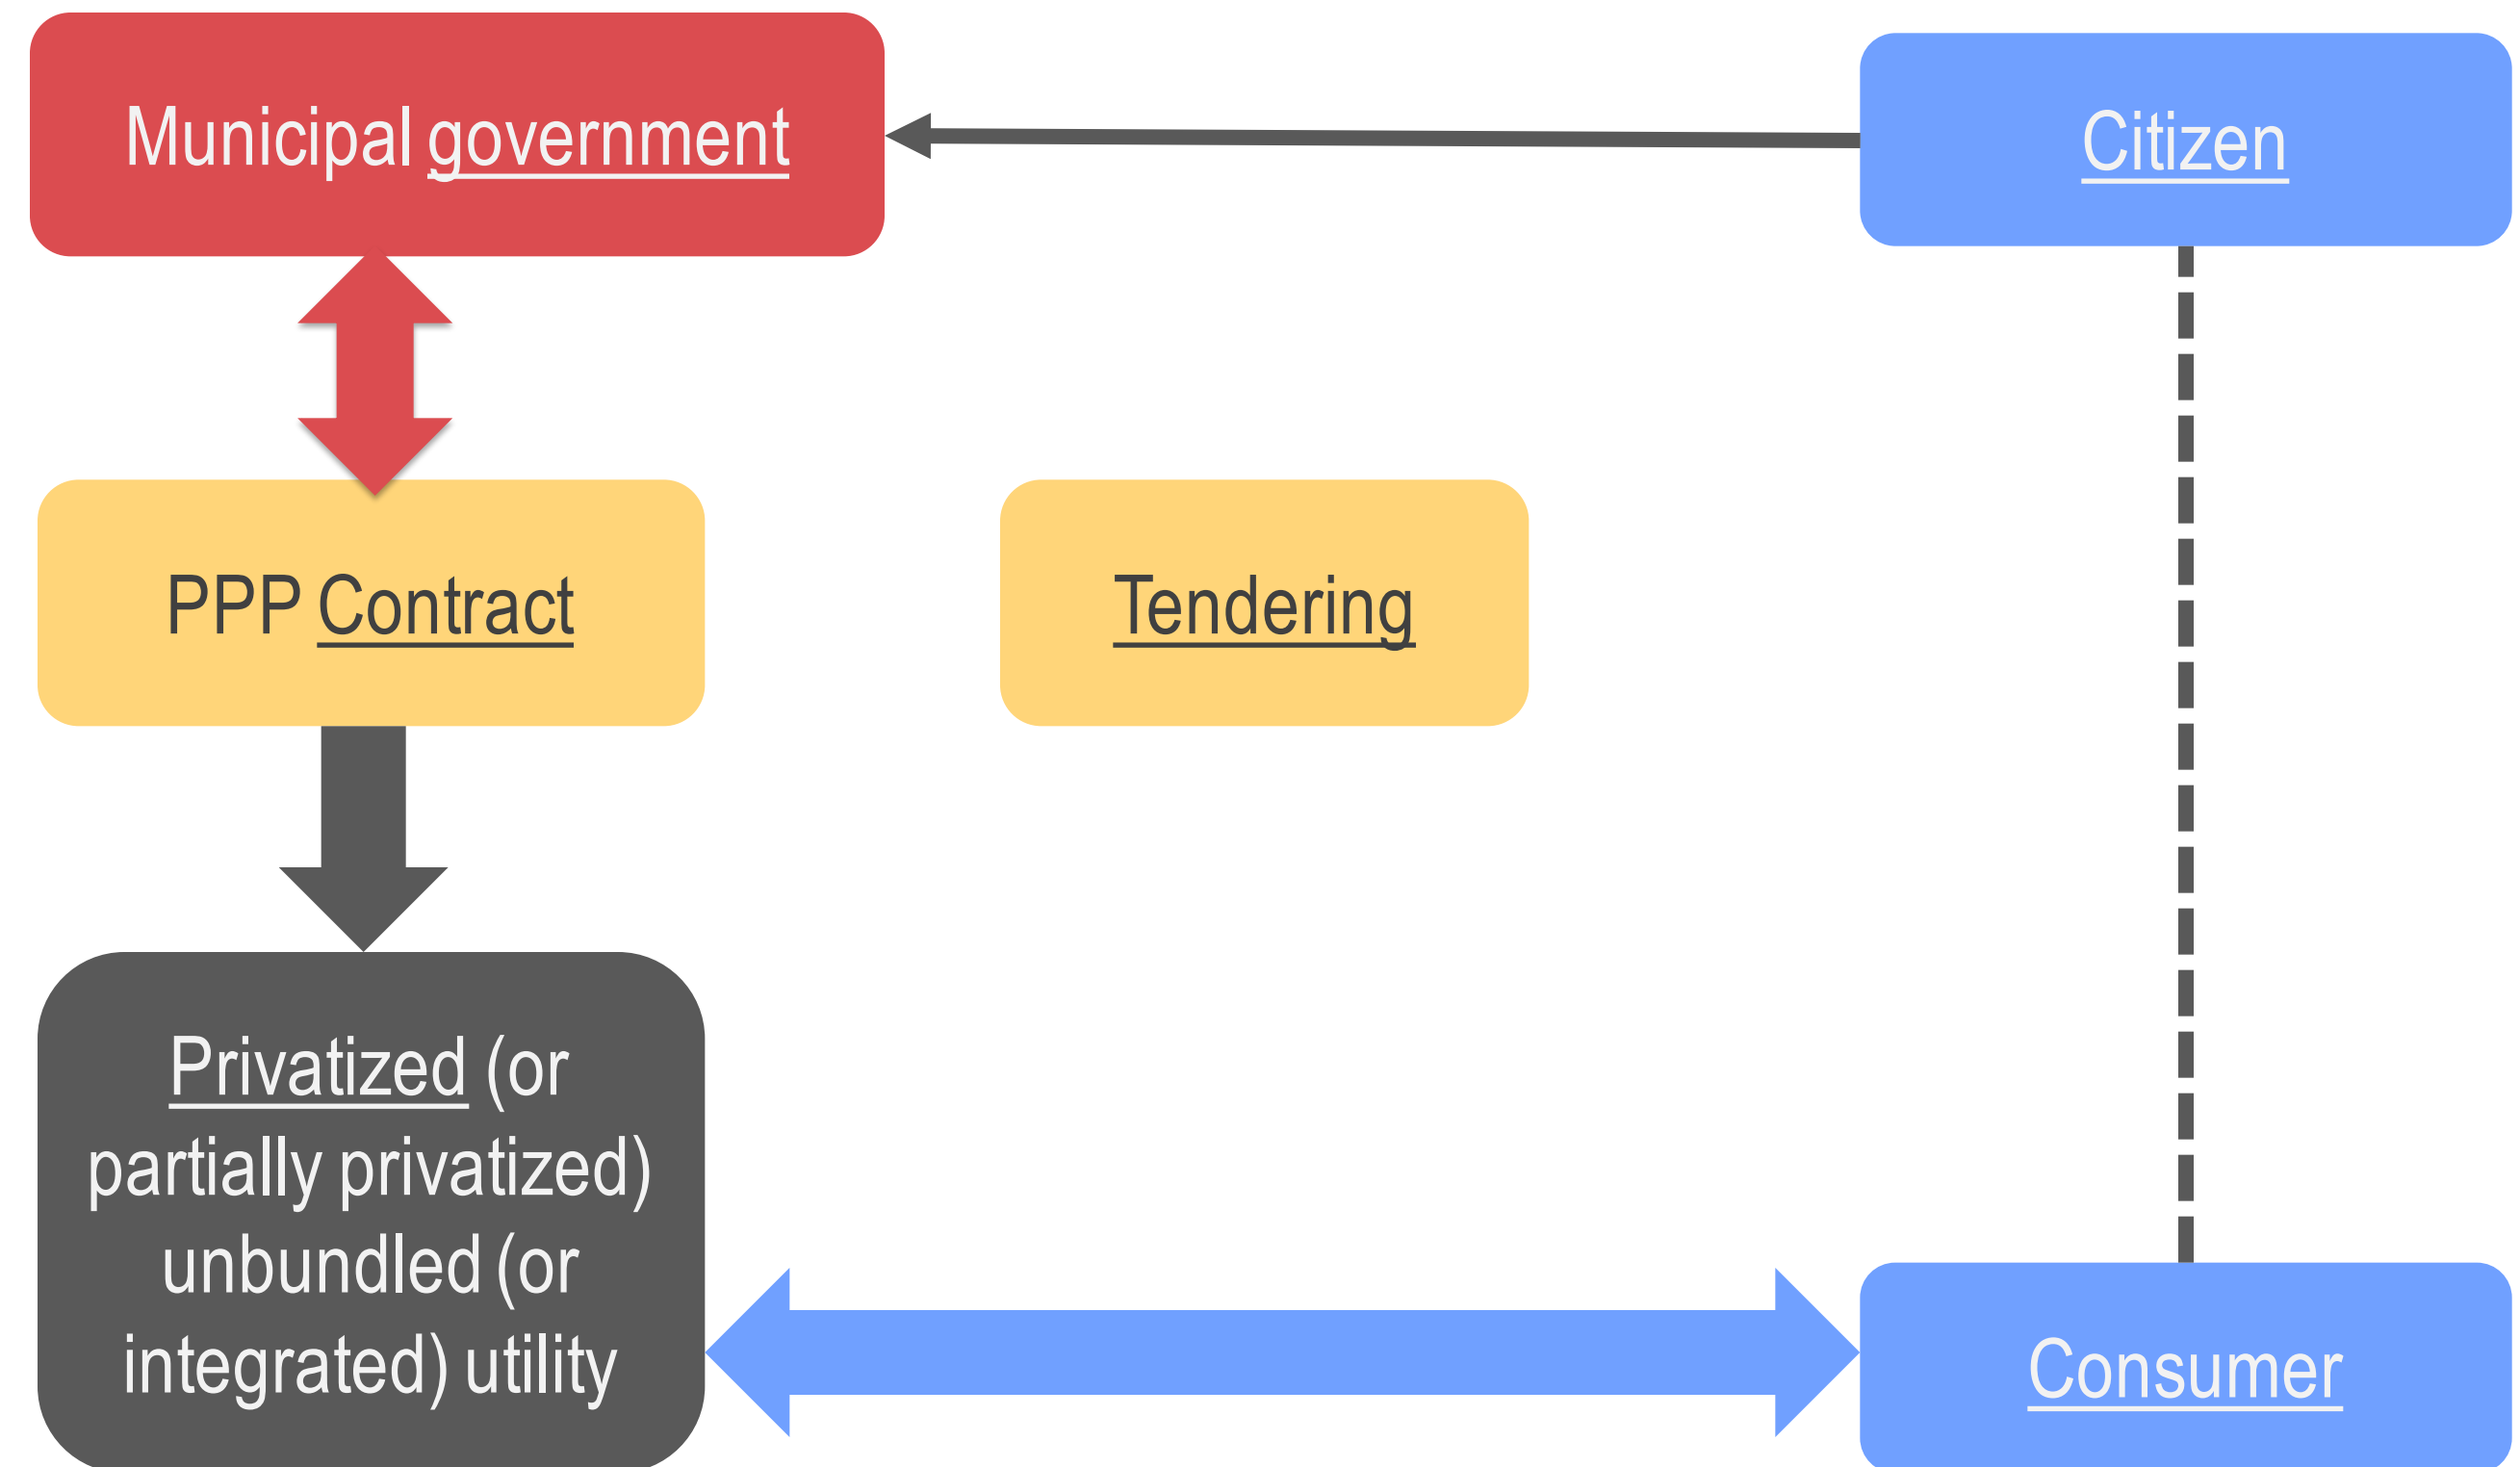 Municipal government
Citizen
PPP Contract
Tendering
Privatized (or
partially privatized)
unbundled (or
integrated) utility
Consumer